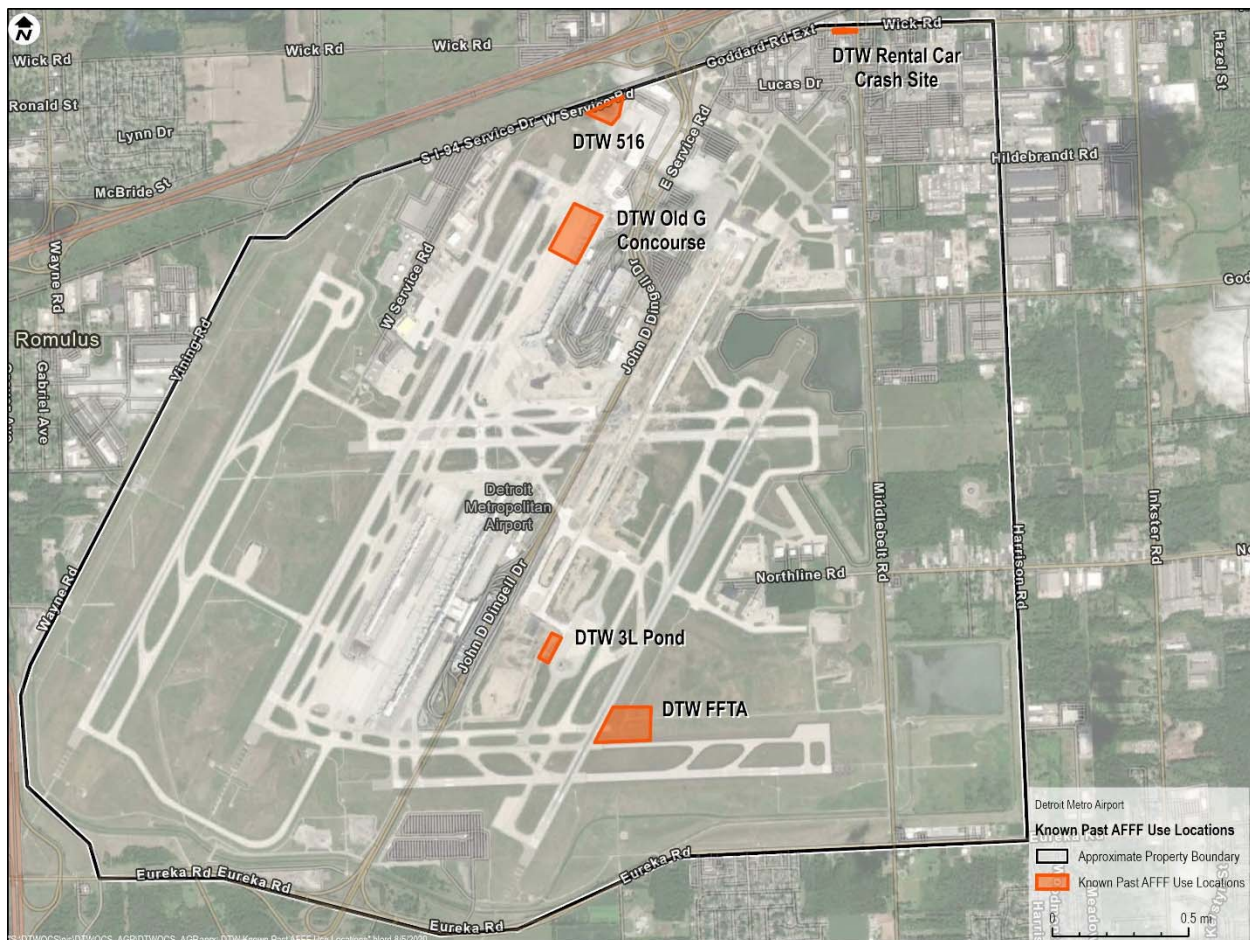 N
Wick Rd
Wick Rd
Wick Rd
Wick Rd
Goddard Rd Ext
Hazel St
Ronald St
Lynn Dr
McBride St
DTW Rental Car
Crash Site
Lucas Dr
W Service Rd
S I-94 Service Dr
DTW 516
E Service Rd
Hildebrandt Rd
DTW Old G
Concourse
Wayne Rd
W Service Rd
John D Dingell Dr
God
Romulus
Vining Rd
Gabriel Ave
Detroit
Metropolitan
Airport
Middlebelt Rd
Inkster Rd
Harrison Rd
No
Northline Rd
Wayne Rd
John D Dingell Dr
DTW 3L Pond
DTW FFTA
Eureka Rd
Eureka Rd
Eureka Rd
Eureka Rd
Detroit Metro Airport
Known Past AFFF Use Locations
Approximate Property Boundary
Known Past AFFF Use Locations
0 0.5 mi